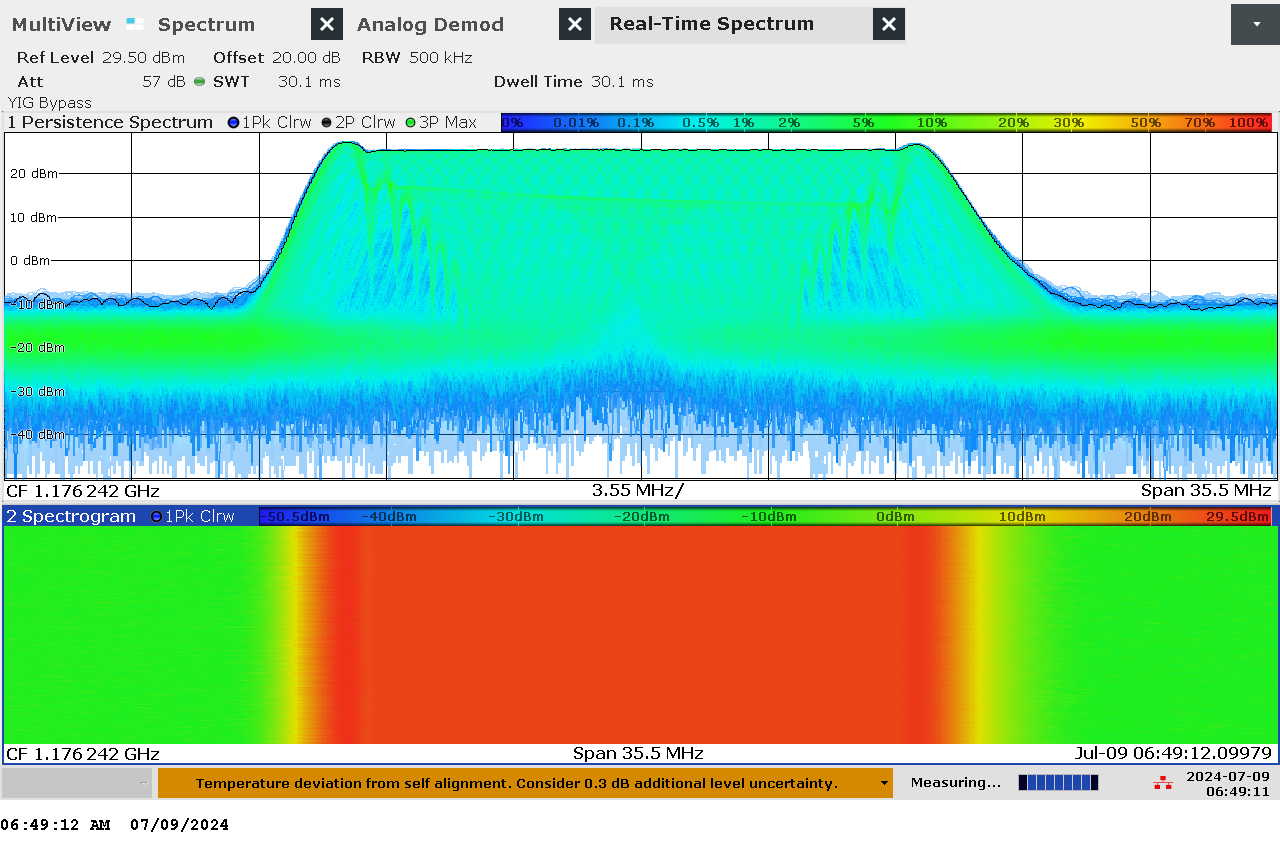 MultiView Spectrum Analog Demod Real-Time Spectrum
Ref Level 29.50 dBm Offset 20.00 dB RBW 500 kHz
Att 57 dB SWT 30.1 ms Dwell Time 30.1 ms
YIG Bypass
1 Persistence Spectrum 1Pk Clrw 2P Clrw 3P Max 0% 0.01% 0.1% 0.5% 1% 2% 5% 10% 20% 30% 50% 70% 100%
20 dBm
10 dBm
0 dBm
-10 dBm
-20 dBm
-30 dBm
-40 dBm
CF 1.176 242 GHz 3.55 MHz/ Span 35.5 MHz
2 Spectrogram 1Pk Clrw -50.5dBm -40dBm -30dBm -20dBm -10dBm 0dBm 10dBm 20dBm 29.5dBm
CF 1.176 242 GHz Span 35.5 MHz Jul-09 06:49:12.09979
Temperature deviation from self alignment. Consider 0.3 dB additional level uncertainty. Measuring... 2024-07-09
06:49:11
06:49:12 AM 07/09/2024